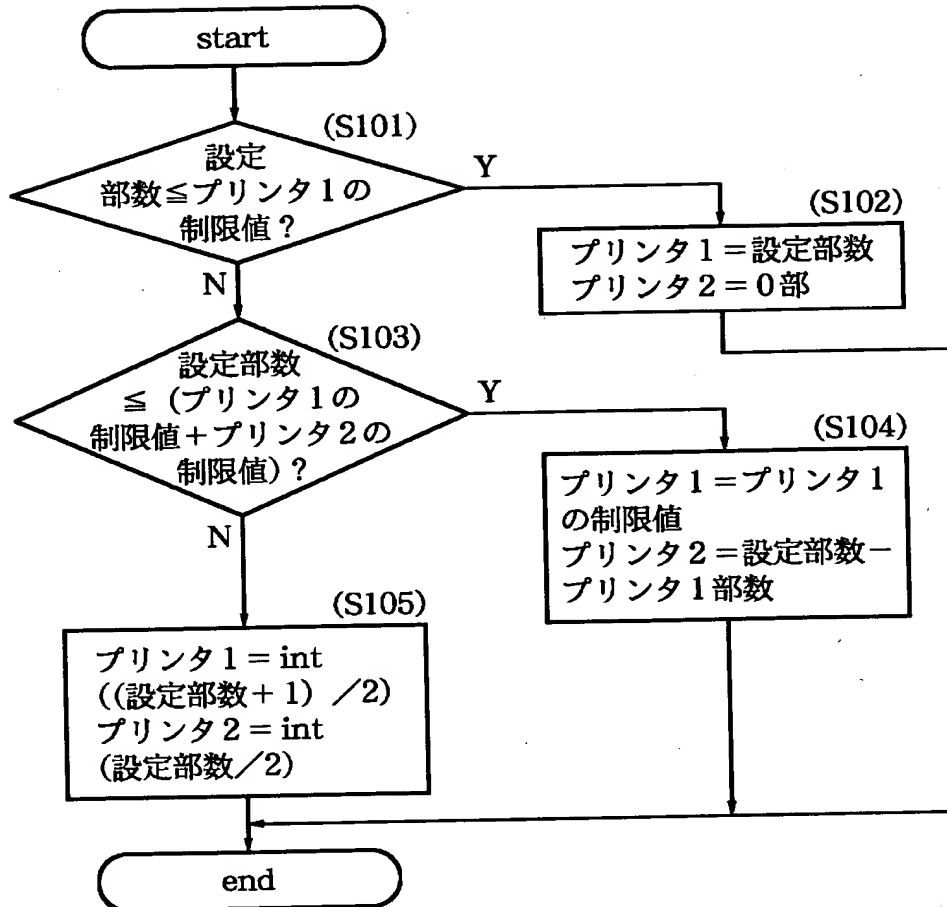 start
(S101)
設定
部数≦プリンタ1の
制限値?
Y
N
(S102)
プリンタ1=設定部数
プリンタ2=0部
(S103)
設定部数
≦(プリンタ1の
制限値+プリンタ2の
制限値)?
Y
N
(S104)
プリンタ1=プリンタ1
の制限値
プリンタ2=設定部数−
プリンタ1部数
(S105)
プリンタ1=int
((設定部数+1)/2)
プリンタ2=int
(設定部数/2)
end